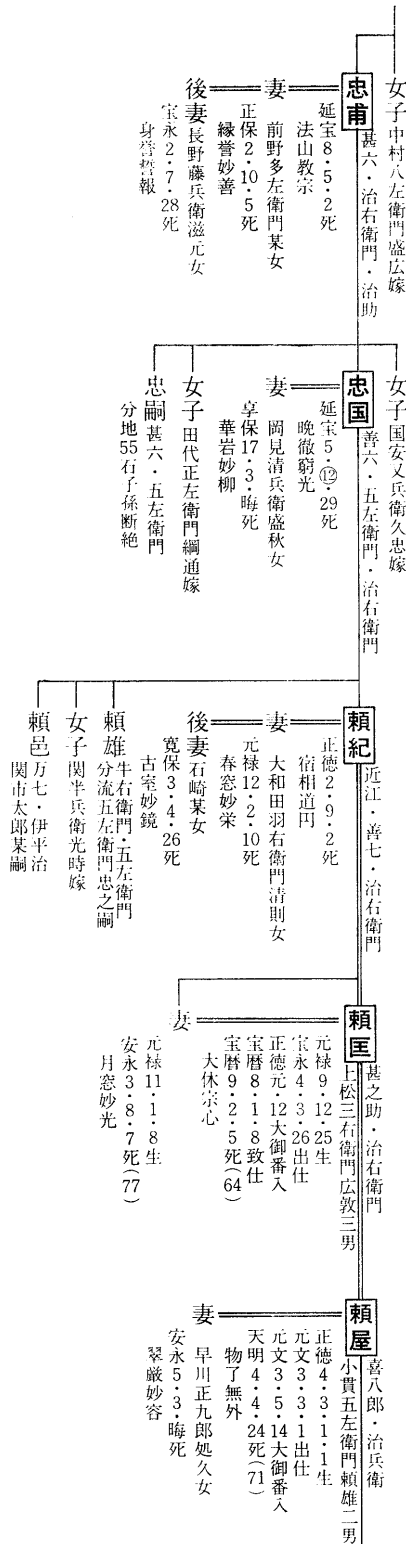 女子 中村八左衛門盛広嫁
忠甫 甚六・治右衛門・治助
延宝8・5・2死
法山教宗
妻 前野多左衛門某女
正保2・10・5死
縁誉妙善
後妻 長野藤兵衛滋元女
宝永2・7・28死
身誉誓報
女子 国安又兵衛久忠嫁
忠国 善六・五左衛門・治右衛門
延宝5・⑫・29死
晩徹窮光
妻 岡見清兵衛盛秋女
享保17・3・晦死
華岩妙柳
女子 田代正左衛門綱通嫁
忠嗣 甚六・五左衛門
分地55石子孫断絶
頼紀 近江・善七・治右衛門
正徳2・9・2死
宿相道円
妻 大和田羽右衛門清則女
元禄12・2・10死
春窓妙栄
後妻 石崎某女
寛保3・4・26死
古室妙鏡
頼雄 牛右衛門・五左衛門
分流五左衛門忠之嗣
女子 関半兵衛光時嫁
頼邑 万七・伊平治
関市太郎某嗣
頼匡 甚之助・治右衛門
上松三右衛門広敦三男
元禄9・12・25生
宝永4・3・26出仕
正徳元・12大御番入
宝暦8・1・8致仕
宝暦9・2・5死(64)
大休宗心
妻
元禄11・1・8生
安永3・8・7死(77)
月窓妙光
頼屋 喜八郎・治兵衛
小貫五左衛門頼雄二男
正徳4・3・1生
元文3・3・1出仕
元文3・5・14大御番入
天明4・4・24死(71)
物了無外
妻 早川正九郎処久女
安永5・3・晦死
翠厳妙容